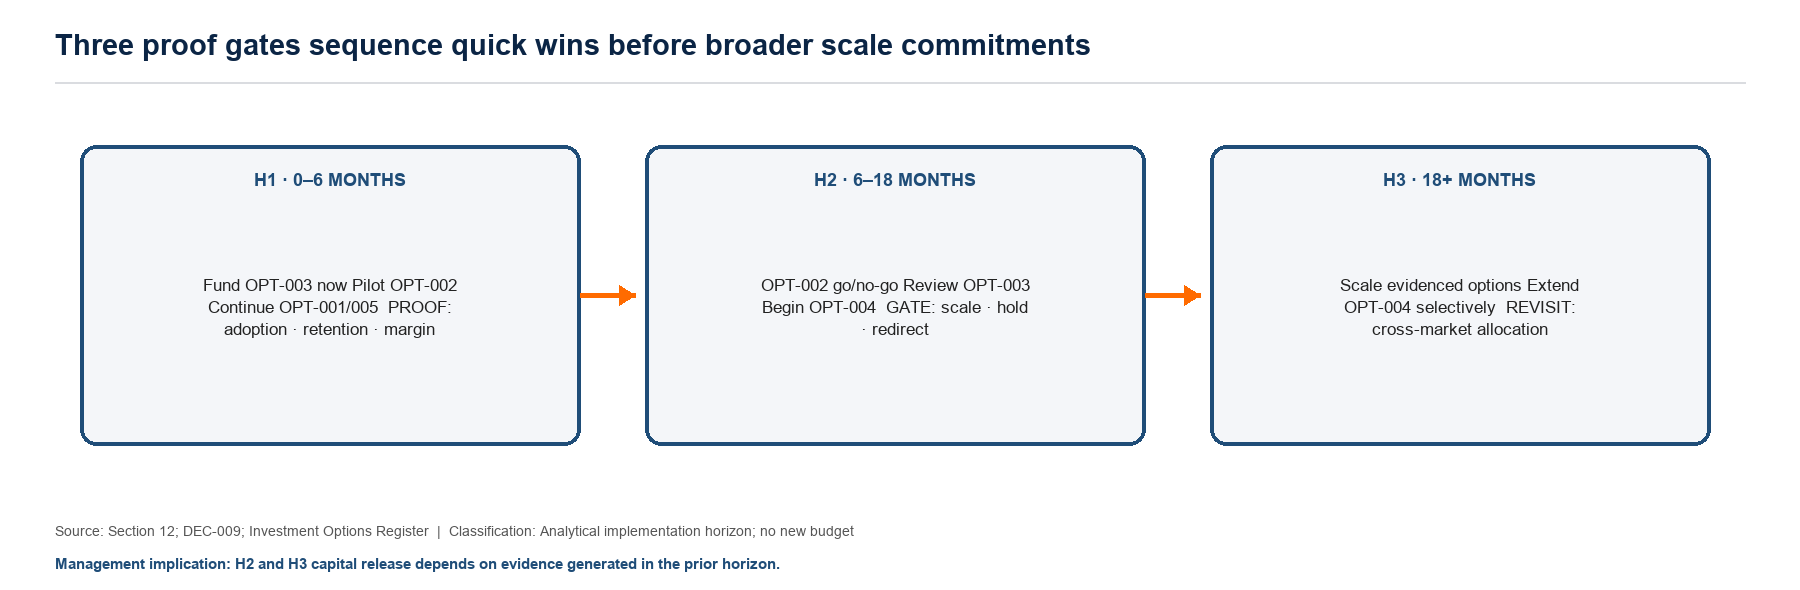 Three proof gates sequence quick wins before broader scale commitments
H1 · 0–6 MONTHS
Fund OPT-003 now Pilot OPT-002
Continue OPT-001/005  PROOF:
adoption · retention · margin
H2 · 6–18 MONTHS
OPT-002 go/no-go Review OPT-003
Begin OPT-004  GATE: scale · hold
· redirect
H3 · 18+ MONTHS
Scale evidenced options Extend
OPT-004 selectively  REVISIT:
cross-market allocation
Source: Section 12; DEC-009; Investment Options Register  |  Classification: Analytical implementation horizon; no new budget
Management implication: H2 and H3 capital release depends on evidence generated in the prior horizon.